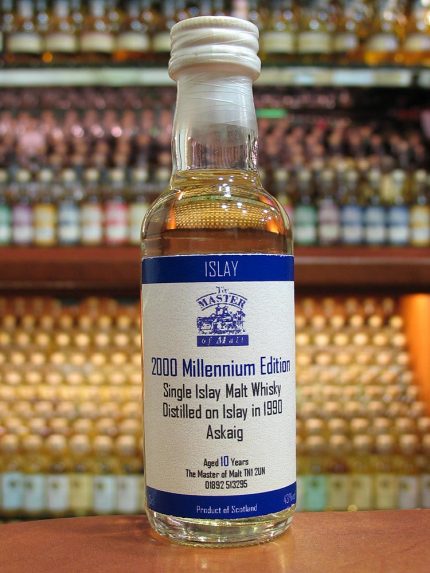 ISLAY
The
MASTER
of Malt
2000 Millennium Edition
Single Islay Malt Whisky
Distilled on Islay in 1990
Askaig
Aged 10 Years
The Master of Malt TN1 2UN
01892 513295
Product of Scotland